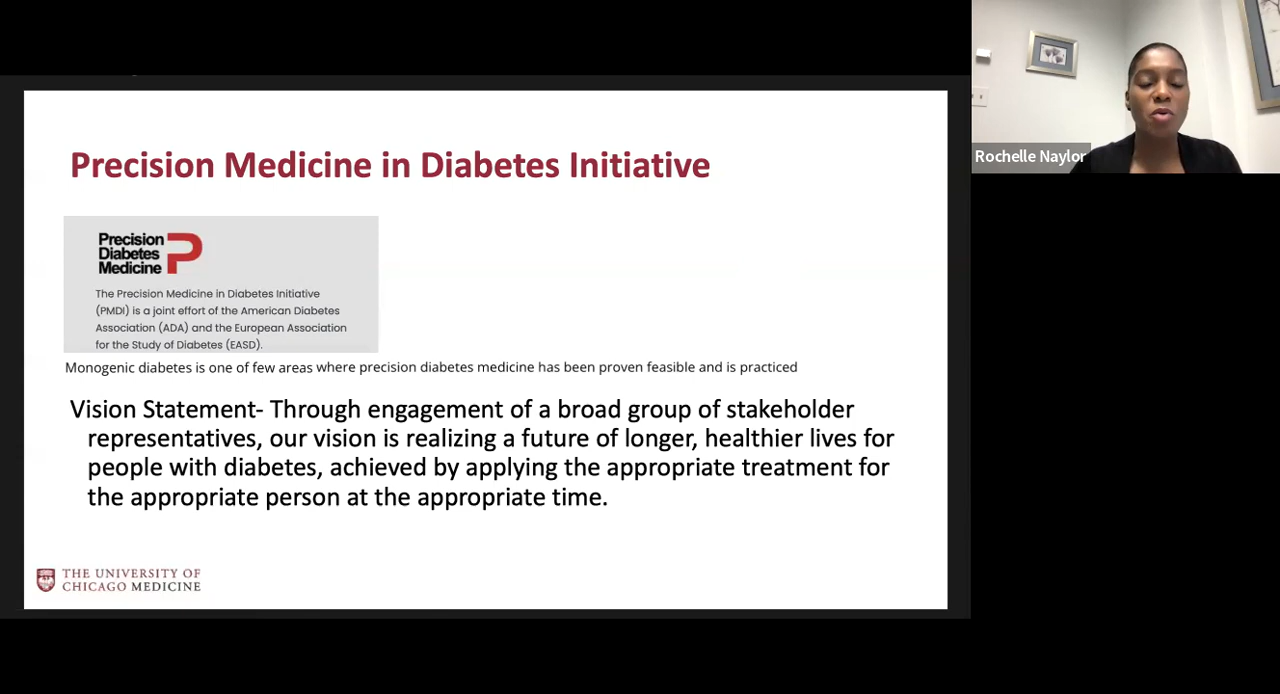 Precision Medicine in Diabetes Initiative
Precision
Diabetes
Medicine
The Precision Medicine in Diabetes Initiative
(PMDI) is a joint effort of the American Diabetes
Association (ADA) and the European Association
for the Study of Diabetes (EASD).
Monogenic diabetes is one of few areas where precision diabetes medicine has been proven feasible and is practiced
Vision Statement- Through engagement of a broad group of stakeholder
representatives, our vision is realizing a future of longer, healthier lives for
people with diabetes, achieved by applying the appropriate treatment for
the appropriate person at the appropriate time.
THE UNIVERSITY OF
CHICAGO MEDICINE
Rochelle Naylor